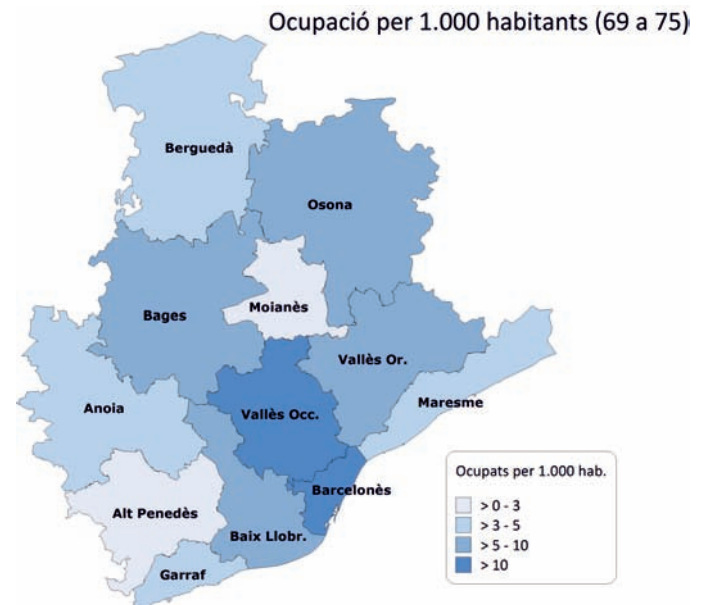 Ocupació per 1.000 habitants (69 a 75)
Berguedà
Osona
Moianès
Bages
Vallès Or.
Maresme
Anoia
Vallès Occ.
Barcelonès
Alt Penedès
Baix Llobr.
Garraf
Ocupats per 1.000 hab.
> 0 - 3
> 3 - 5
> 5 - 10
> 10